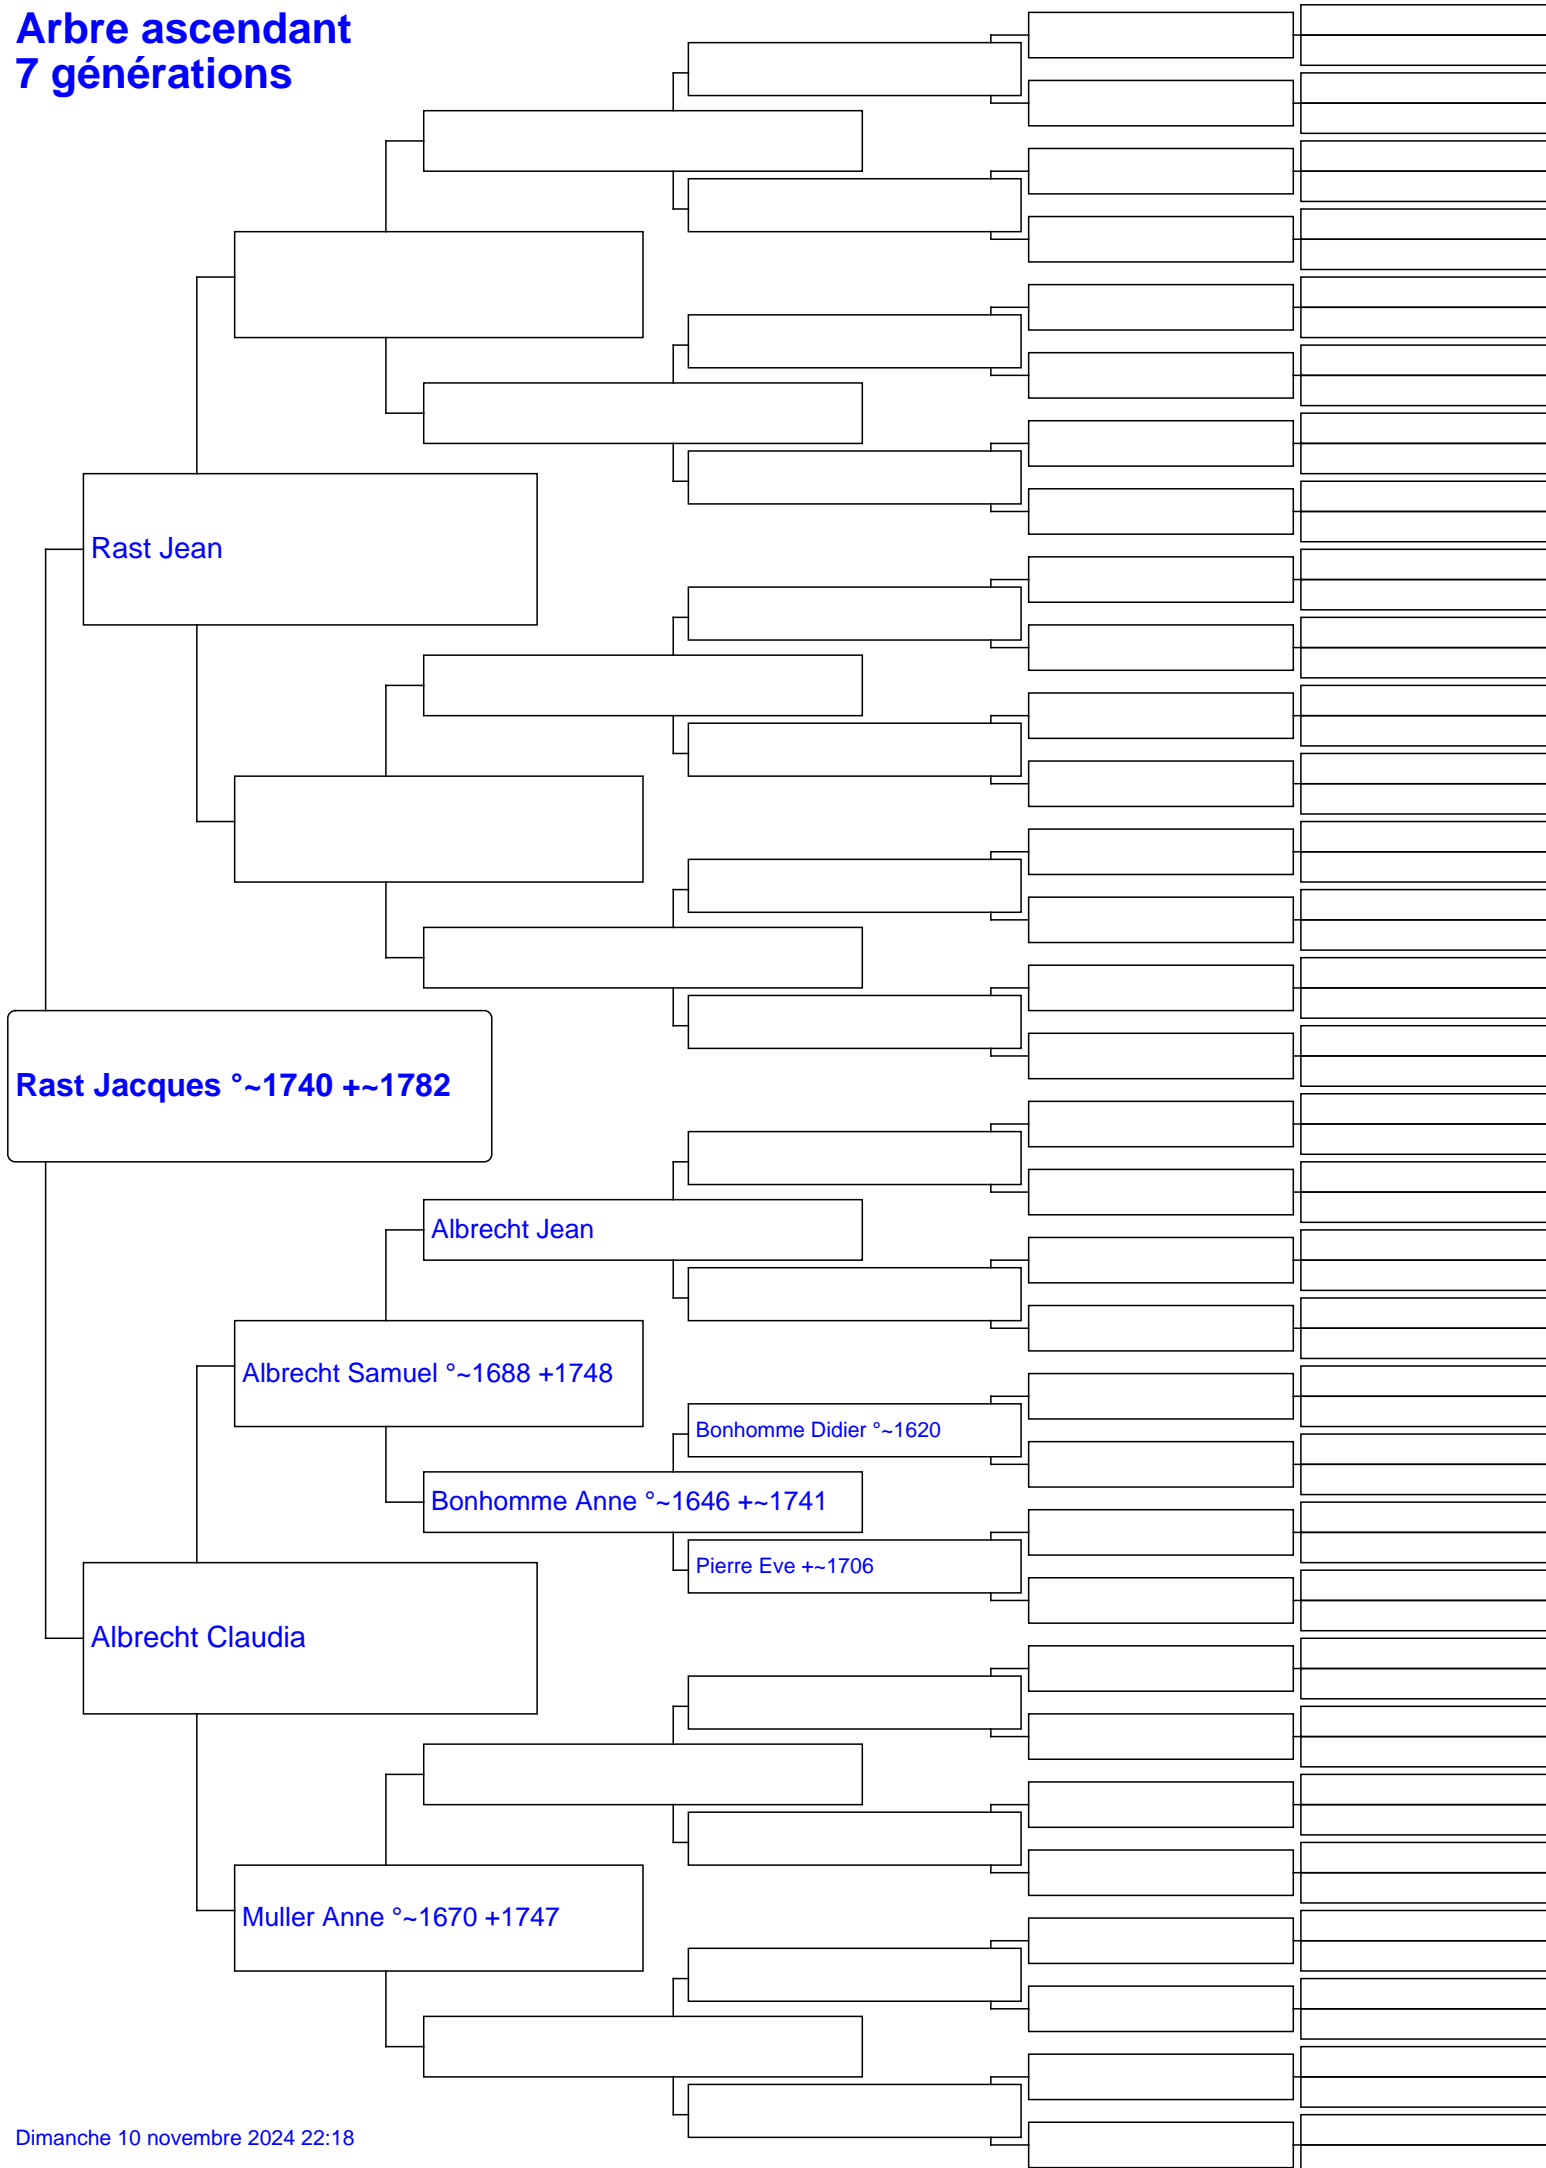 Arbre ascendant
7 générations
Rast Jean
Rast Jacques °~1740 +~1782
Albrecht Jean
Albrecht Samuel °~1688 +1748
Bonhomme Didier °~1620
Bonhomme Anne °~1646 +~1741
Pierre Eve +~1706
Albrecht Claudia
Muller Anne °~1670 +1747
Dimanche 10 novembre 2024 22:18